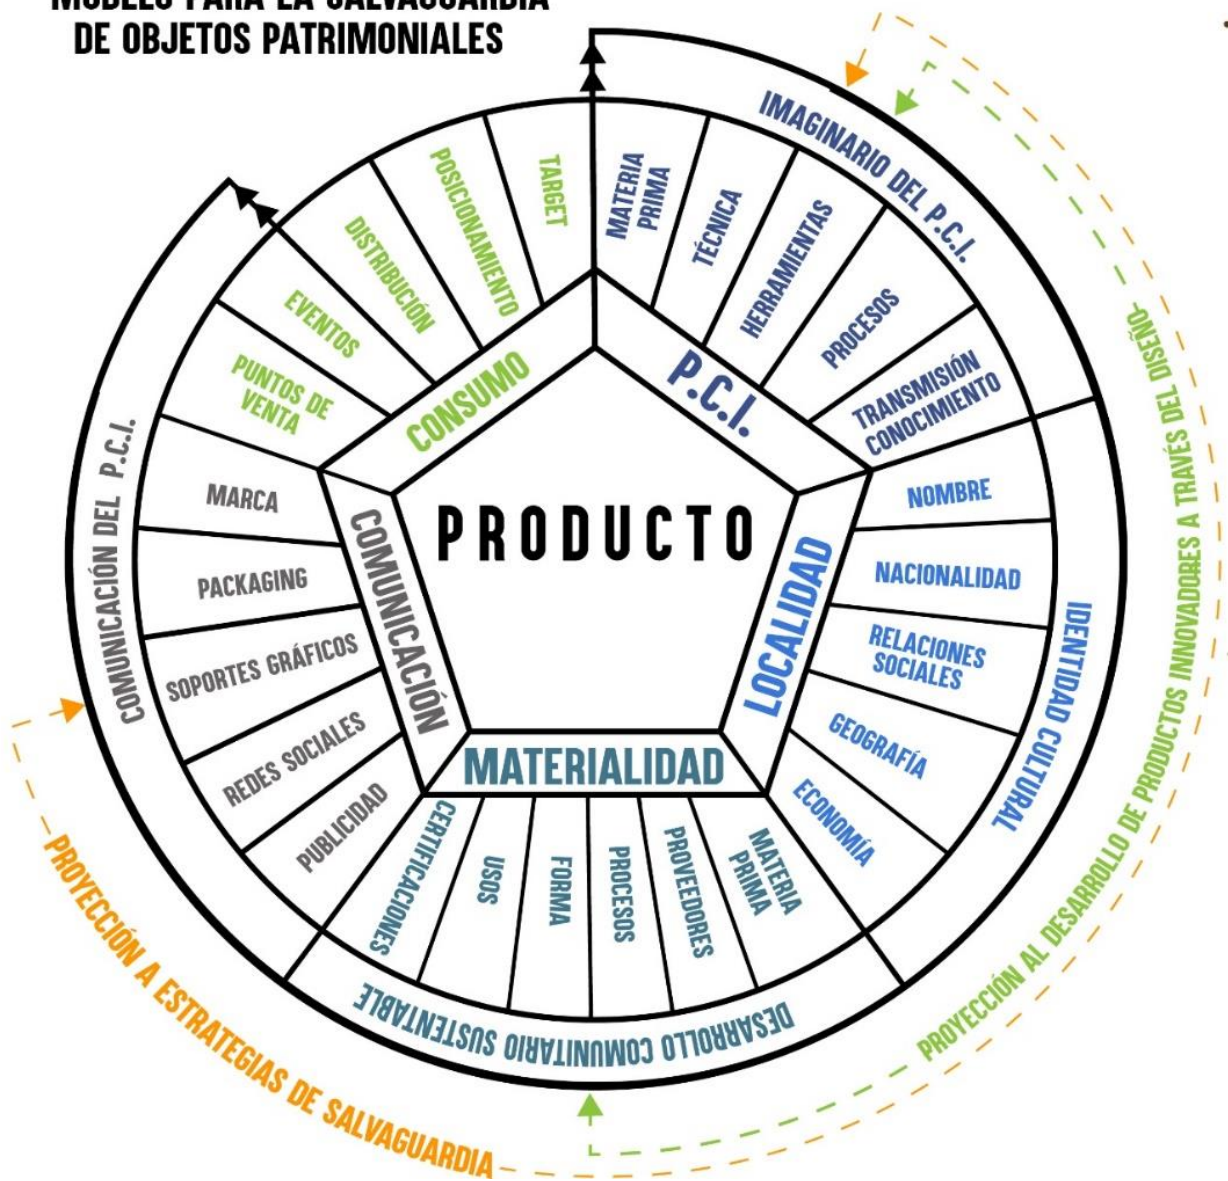 MODELO PARA LA SALVAGUARDIA
DE OBJETOS PATRIMONIALES
IMAGINARIO DEL P.C.I.
MATERIA
PRIMA
TÉCNICA
HERRAMIENTAS
PROCESOS
TRANSMISIÓN
CONOCIMIENTO
P.C.I.
IDENTIDAD CULTURAL
NOMBRE
NACIONALIDAD
RELACIONES
SOCIALES
GEOGRAFÍA
ECONOMÍA
LOCALIDAD
DESARROLLO COMUNITARIO SUSTENTABLE
MATERIA
PRIMA
PROVEEDORES
PROCESOS
FORMA
USOS
CERTIFICACIONES
MATERIALIDAD
COMUNICACIÓN DEL P.C.I.
PUBLICIDAD
REDES SOCIALES
SOPORTES GRÁFICOS
PACKAGING
MARCA
COMUNICACIÓN
PUNTOS DE
VENTA
EVENTOS
DISTRIBUCIÓN
POSICIONAMIENTO
TARGET
CONSUMO
PRODUCTO
PROYECCIÓN AL DESARROLLO DE PRODUCTOS INNOVADORES A TRAVÉS DEL DISEÑO
PROYECCIÓN A ESTRATEGIAS DE SALVAGUARDIA